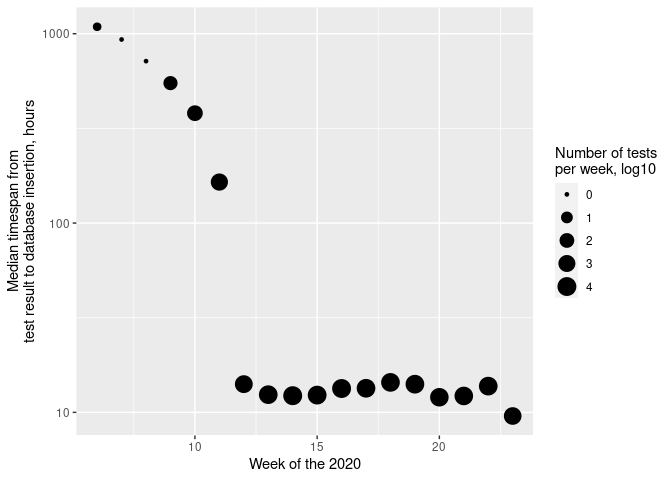 1000
100
10
Median timespan from
test result to database insertion, hours
10
15
20
Week of the 2020
Number of tests
per week, log10
0
1
2
3
4